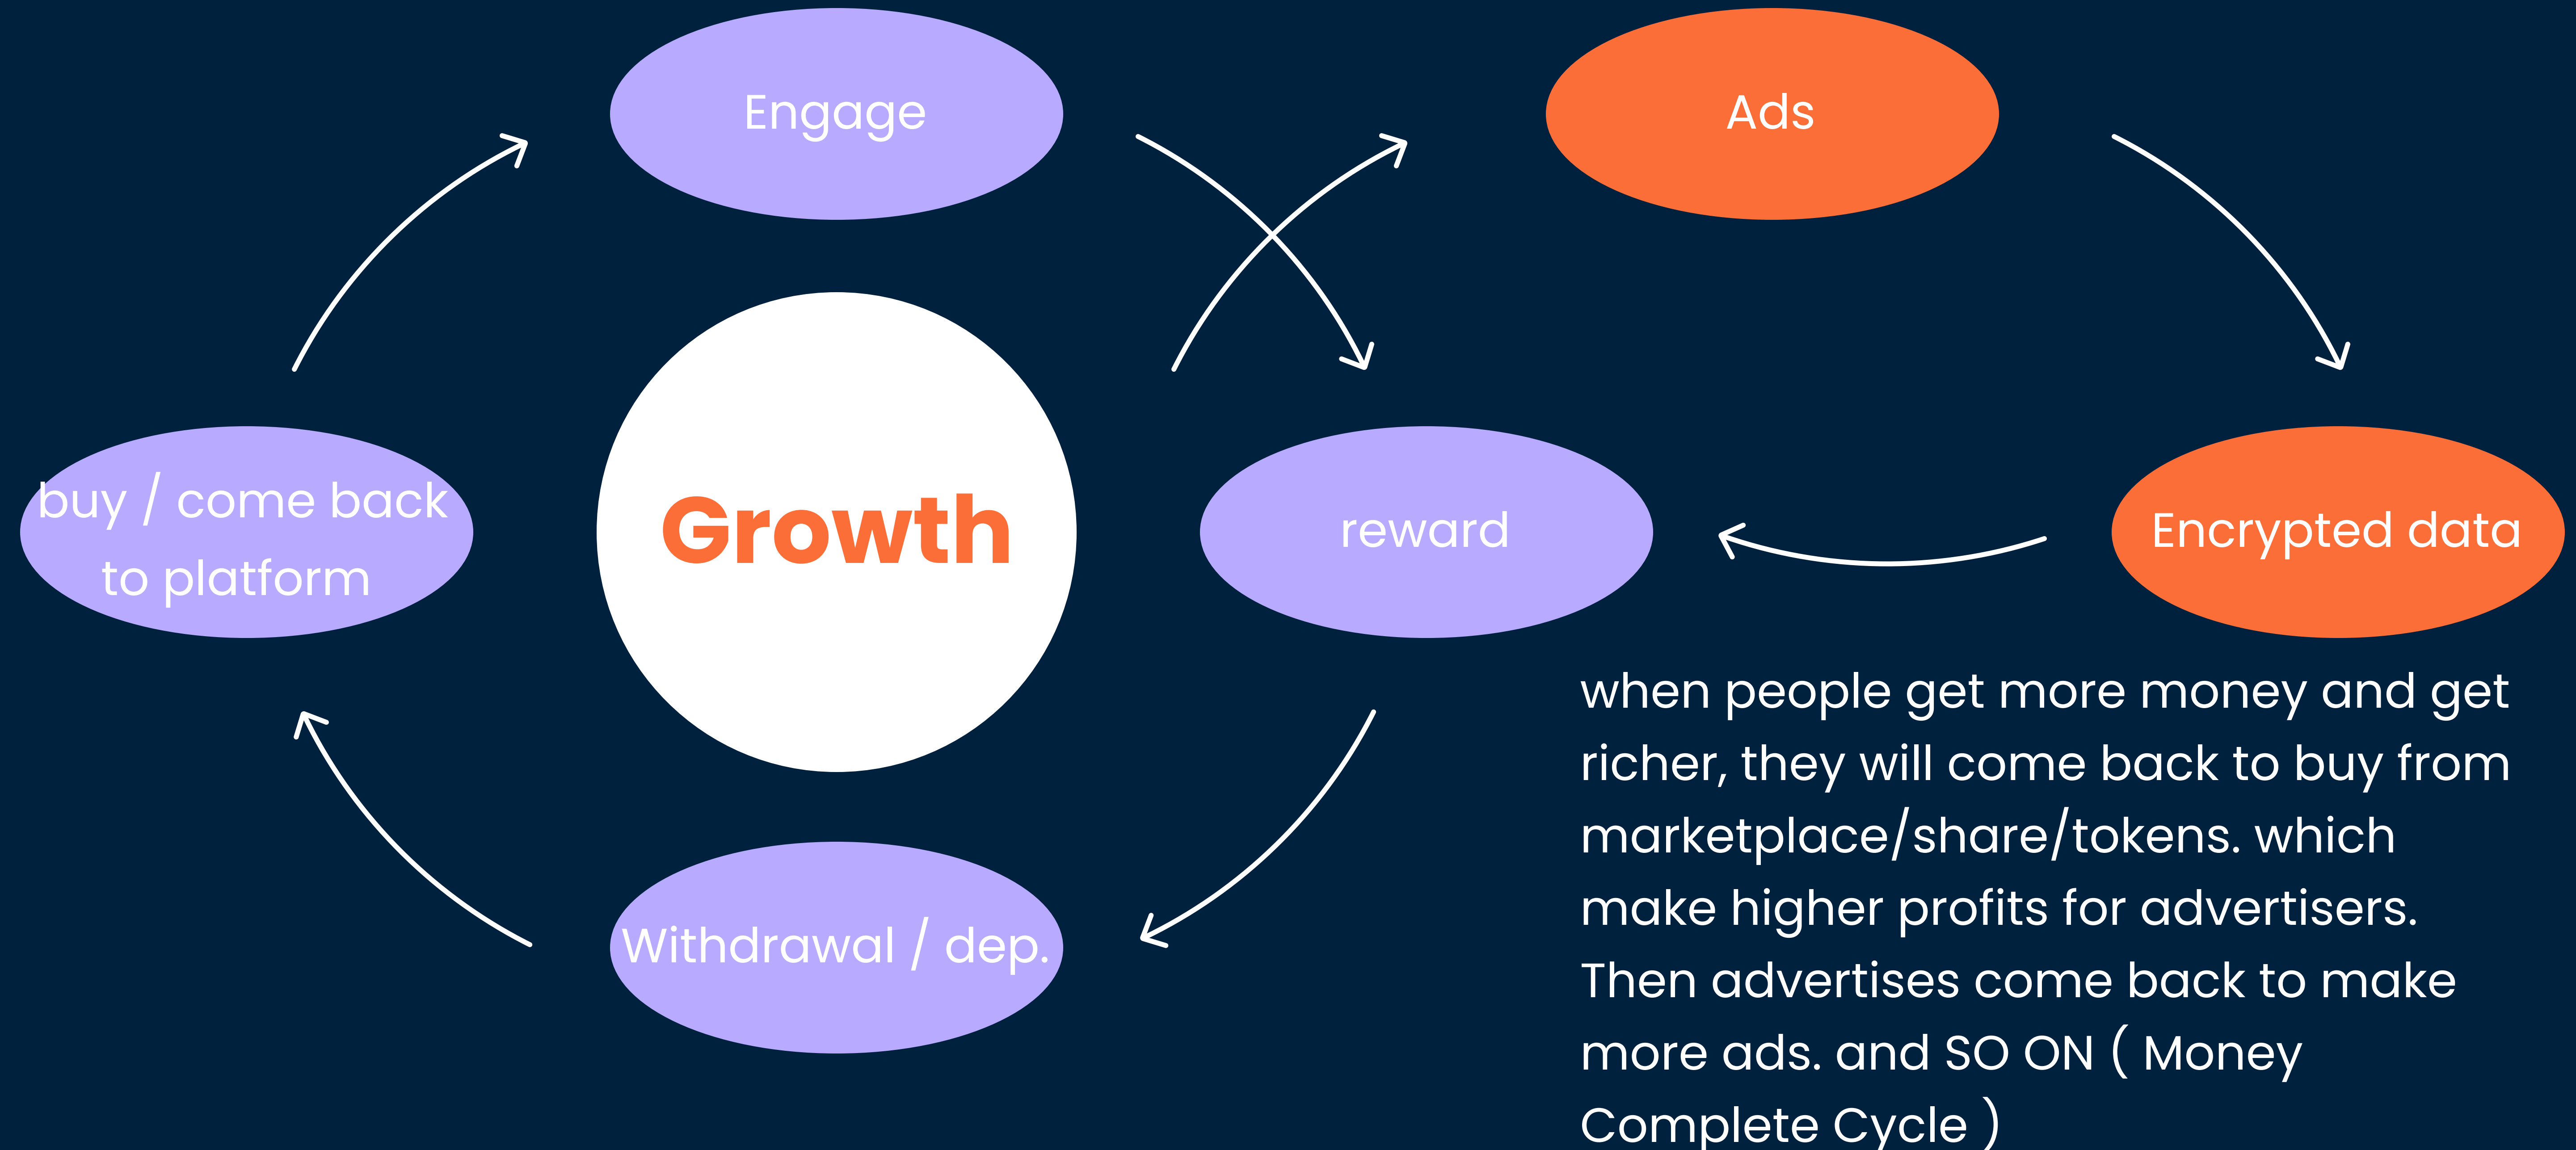 Engage
Ads
buy / come back
to platform
Growth
reward
Encrypted data
Withdrawal / dep.
when people get more money and get
richer, they will come back to buy from
marketplace/share/tokens. which
make higher profits for advertisers.
Then advertises come back to make
more ads. and SO ON ( Money
Complete Cycle )